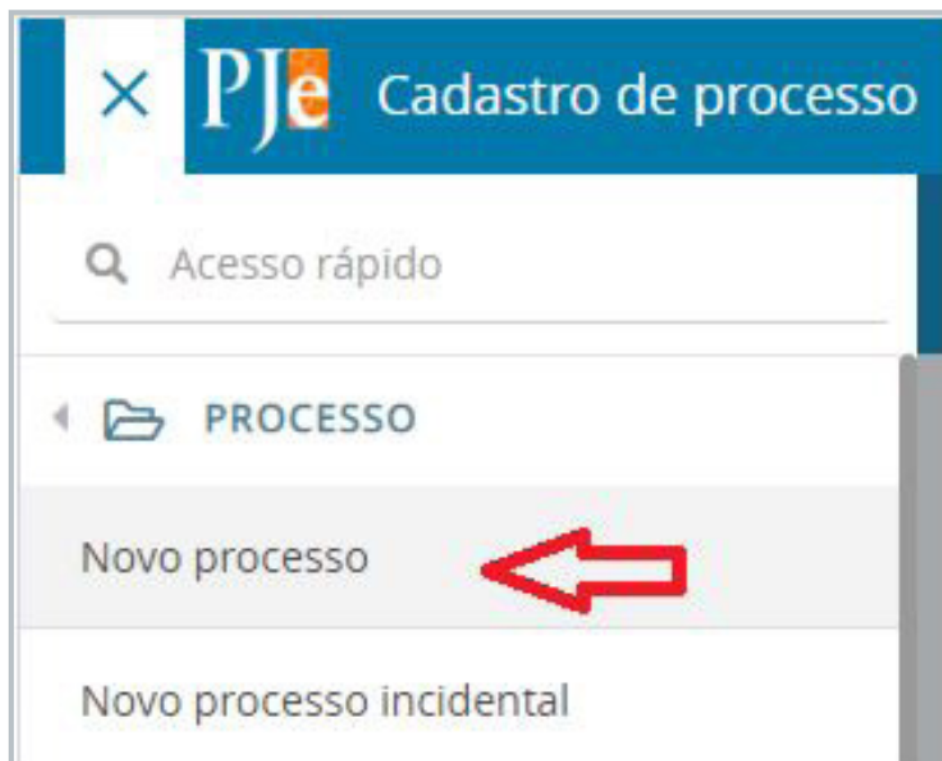 PJe Cadastro de processo
Acesso rápido
PROCESSO
Novo processo
Novo processo incidental